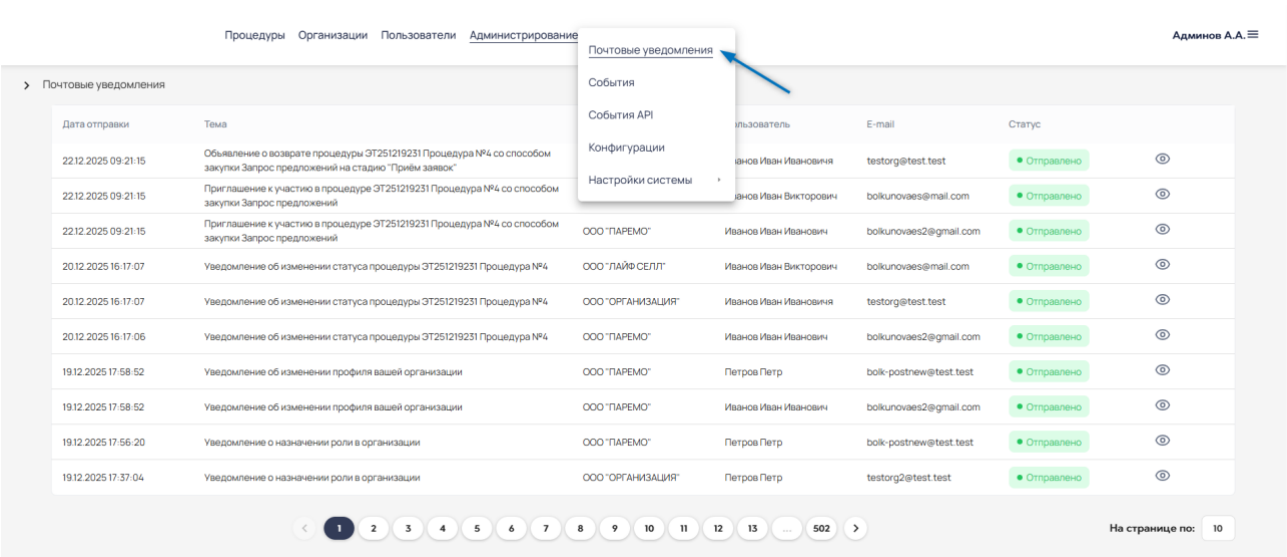 Процедуры Организации Пользователи Администрирование Админов А.А.
Почтовые уведомления
События
События API
Конфигурации
Настройки системы
Почтовые уведомления
Дата отправки Тема E-mail Статус
22.12.2025 09:21:15 Объявление о возврате процедуры ЭТ251219231 Процедура №4 со способом
закупки Запрос предложений на стадию "Приём заявок" Иван Ивановичя testorg@test.test Отправлено
22.12.2025 09:21:15 Приглашение к участию в процедуре ЭТ251219231 Процедура №4 со способом
закупки Запрос предложений Иван Викторович bolkunovaes@mail.com Отправлено
22.12.2025 09:21:15 Приглашение к участию в процедуре ЭТ251219231 Процедура №4 со способом
закупки Запрос предложений ООО "ПАРЕМО" Иванов Иван Иванович bolkunovaes2@gmail.com Отправлено
20.12.2025 16:17:07 Уведомление об изменении статуса процедуры ЭТ251219231 Процедура №4 ООО "ЛАЙФ СЕЛЛ" Иванов Иван Викторович bolkunovaes@mail.com Отправлено
20.12.2025 16:17:07 Уведомление об изменении статуса процедуры ЭТ251219231 Процедура №4 ООО "ОРГАНИЗАЦИЯ" Иванов Иван Ивановичя testorg@test.test Отправлено
20.12.2025 16:17:06 Уведомление об изменении статуса процедуры ЭТ251219231 Процедура №4 ООО "ПАРЕМО" Иванов Иван Иванович bolkunovaes2@gmail.com Отправлено
19.12.2025 17:58:52 Уведомление об изменении профиля вашей организации ООО "ПАРЕМО" Петров Петр bolk-postnew@test.test Отправлено
19.12.2025 17:58:52 Уведомление об изменении профиля вашей организации ООО "ПАРЕМО" Иванов Иван Иванович bolkunovaes2@gmail.com Отправлено
19.12.2025 17:56:20 Уведомление о назначении роли в организации ООО "ПАРЕМО" Петров Петр bolk-postnew@test.test Отправлено
19.12.2025 17:37:04 Уведомление о назначении роли в организации ООО "ОРГАНИЗАЦИЯ" Петров Петр testorg2@test.test Отправлено
1 2 3 4 5 6 7 8 9 10 11 12 13 ... 502 На странице по: 10